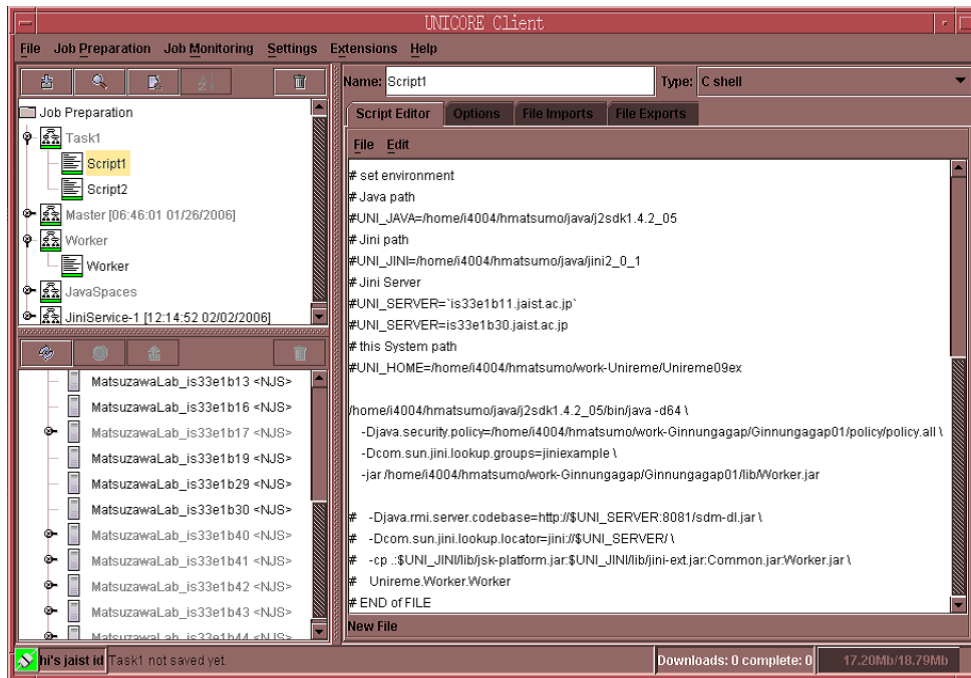 UNICORE Client
File Job Preparation Job Monitoring Settings Extensions Help
Job Preparation
Task1
Script1
Script2
Master [06:46:01 01/26/2006]
Worker
Worker
JavaSpaces
JiniService-1 [12:14:52 02/02/2006]
MatsuzawaLab_is33e1b13 <NJS>
MatsuzawaLab_is33e1b16 <NJS>
MatsuzawaLab_is33e1b17 <NJS>
MatsuzawaLab_is33e1b19 <NJS>
MatsuzawaLab_is33e1b29 <NJS>
MatsuzawaLab_is33e1b30 <NJS>
MatsuzawaLab_is33e1b40 <NJS>
MatsuzawaLab_is33e1b41 <NJS>
MatsuzawaLab_is33e1b42 <NJS>
MatsuzawaLab_is33e1b43 <NJS>
MatsuzawaLab_is33e1b44 <NJS>
Name: Script1 Type: C shell
Script Editor Options File Imports File Exports
File Edit
# set environment
# Java path
#UNI_JAVA=/home/i4004/hmatsumo/java/j2sdk1.4.2_05
# Jini path
#UNI_JINI=/home/i4004/hmatsumo/java/jini2_0_1
# Jini Server
#UNI_SERVER=`is33e1b11.jaist.ac.jp`
#UNI_SERVER=is33e1b30.jaist.ac.jp
# this System path
#UNI_HOME=/home/i4004/hmatsumo/work-Unireme/Unireme09ex
/home/i4004/hmatsumo/java/j2sdk1.4.2_05/bin/java -d64 \
-Djava.security.policy=/home/i4004/hmatsumo/work-Ginnungagap/Ginnungagap01/policy/policy.all \
-Dcom.sun.jini.lookup.groups=jiniexample \
-jar /home/i4004/hmatsumo/work-Ginnungagap/Ginnungagap01/lib/Worker.jar
# -Djava.rmi.server.codebase=http://$UNI_SERVER:8081/sdm-dl.jar \
# -Dcom.sun.jini.lookup.locator=jini://$UNI_SERVER/ \
# -cp .:$UNI_JINI/lib/jsk-platform.jar:$UNI_JINI/lib/jini-ext.jar:Common.jar:Worker.jar \
# Unireme.Worker.Worker
# END of FILE
New File
hi's jaist id Task1 not saved yet. Downloads: 0 complete: 0 17.20Mb/18.79Mb